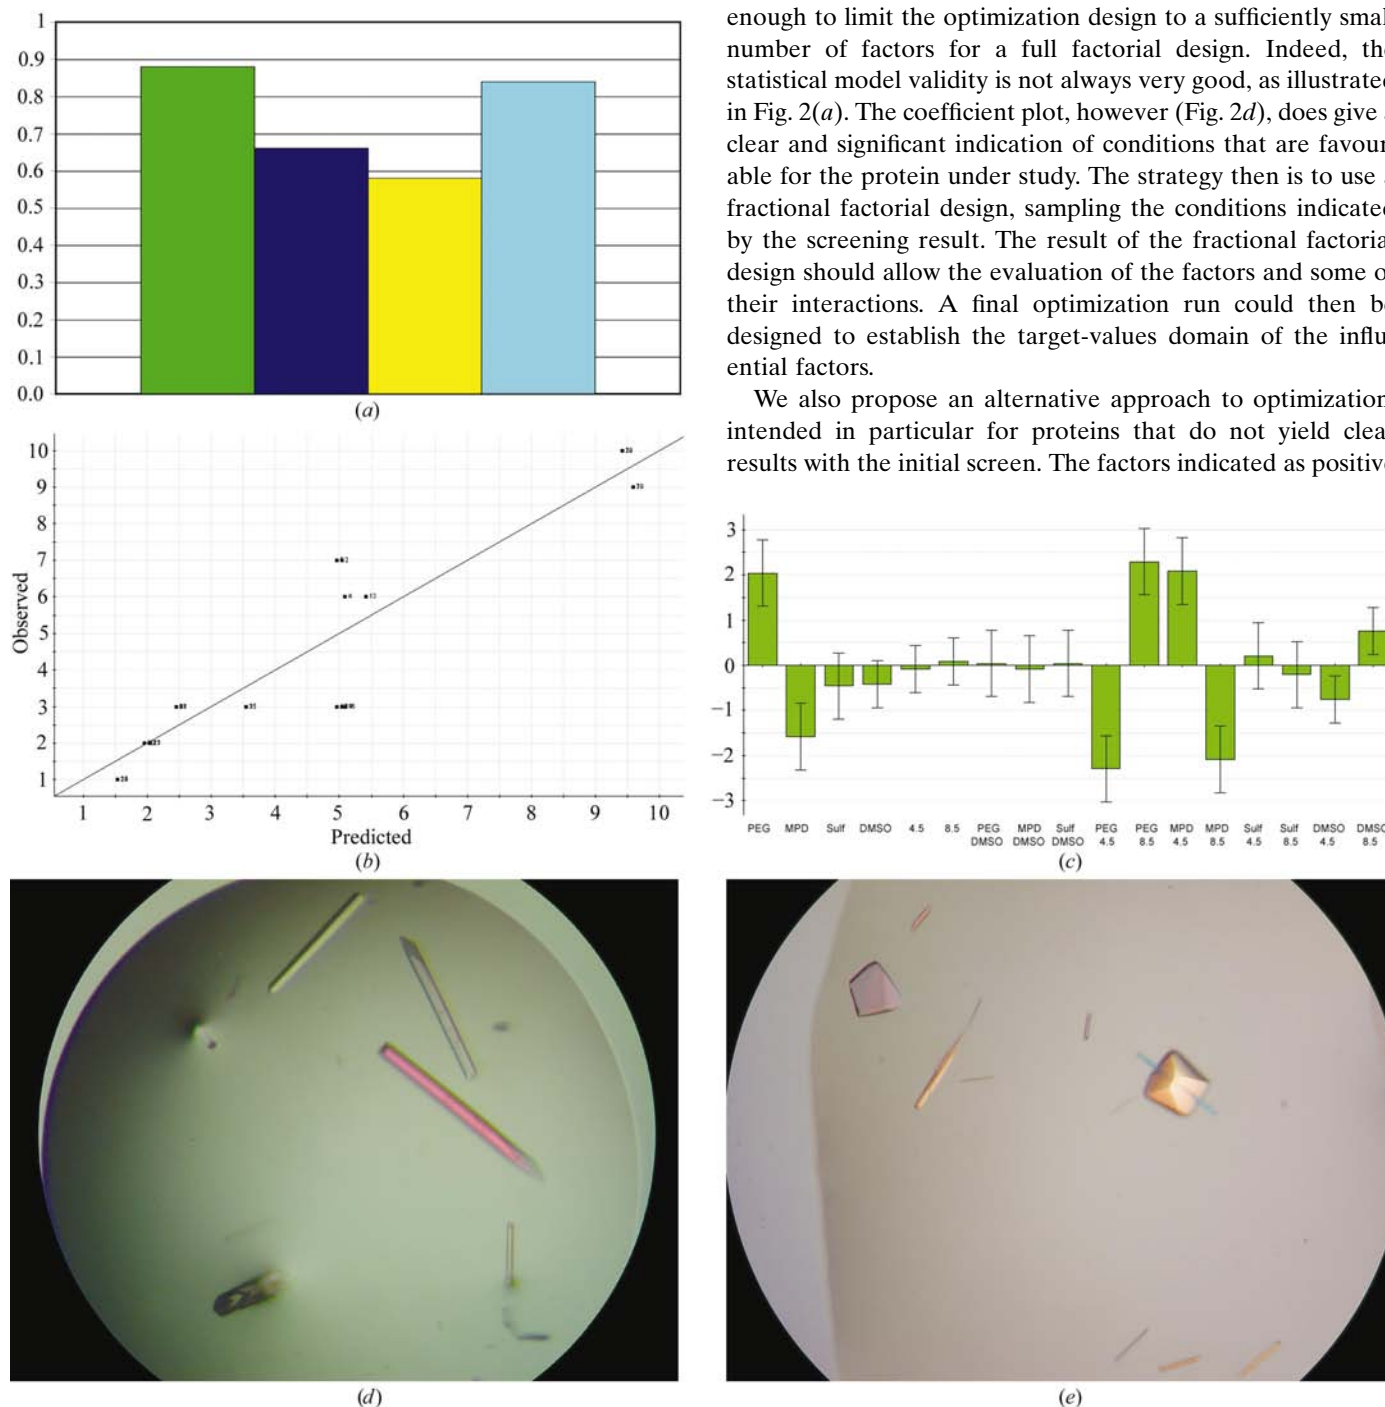 enough to limit the optimization design to a sufficiently smal
number of factors for a full factorial design. Indeed, the
statistical model validity is not always very good, as illustrated
in Fig. 2(a). The coefficient plot, however (Fig. 2d), does give
clear and significant indication of conditions that are favour
able for the protein under study. The strategy then is to use
fractional factorial design, sampling the conditions indicated
by the screening result. The result of the fractional factoria
design should allow the evaluation of the factors and some o
their interactions. A final optimization run could then be
designed to establish the target-values domain of the influ
ential factors.
We also propose an alternative approach to optimization
intended in particular for proteins that do not yield clea
results with the initial screen. The factors indicated as positive
1
0.9
0.8
0.7
0.6
0.5
0.4
0.3
0.2
0.1
0.0
(a)
Observed
10
9
8
7
6
5
4
3
2
1
1 2 3 4 5 6 7 8 9 10
Predicted
(b)
3
2
1
0
−1
−2
−3
PEG MPD Sulf DMSO 4.5 8.5 PEG MPD Sulf PEG PEG MPD MPD Sulf Sulf DMSO DMSO
DMSO DMSO DMSO 4.5 8.5 4.5 8.5 4.5 8.5 4.5 8.5
(c)
(d)
(e)